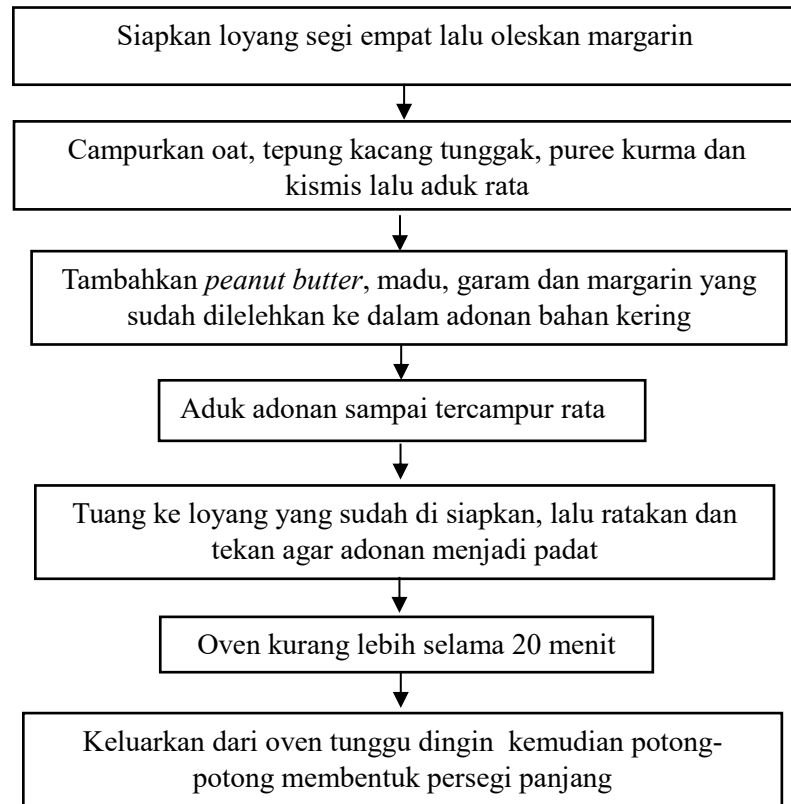 Siapkan loyang segi empat lalu oleskan margarin
Campurkan oat, tepung kacang tunggak, puree kurma dan
kismis lalu aduk rata
Tambahkan peanut butter, madu, garam dan margarin yang
sudah dilelehkan ke dalam adonan bahan kering
Aduk adonan sampai tercampur rata
Tuang ke loyang yang sudah di siapkan, lalu ratakan dan
tekan agar adonan menjadi padat
Oven kurang lebih selama 20 menit
Keluarkan dari oven tunggu dingin kemudian potong-
potong membentuk persegi panjang